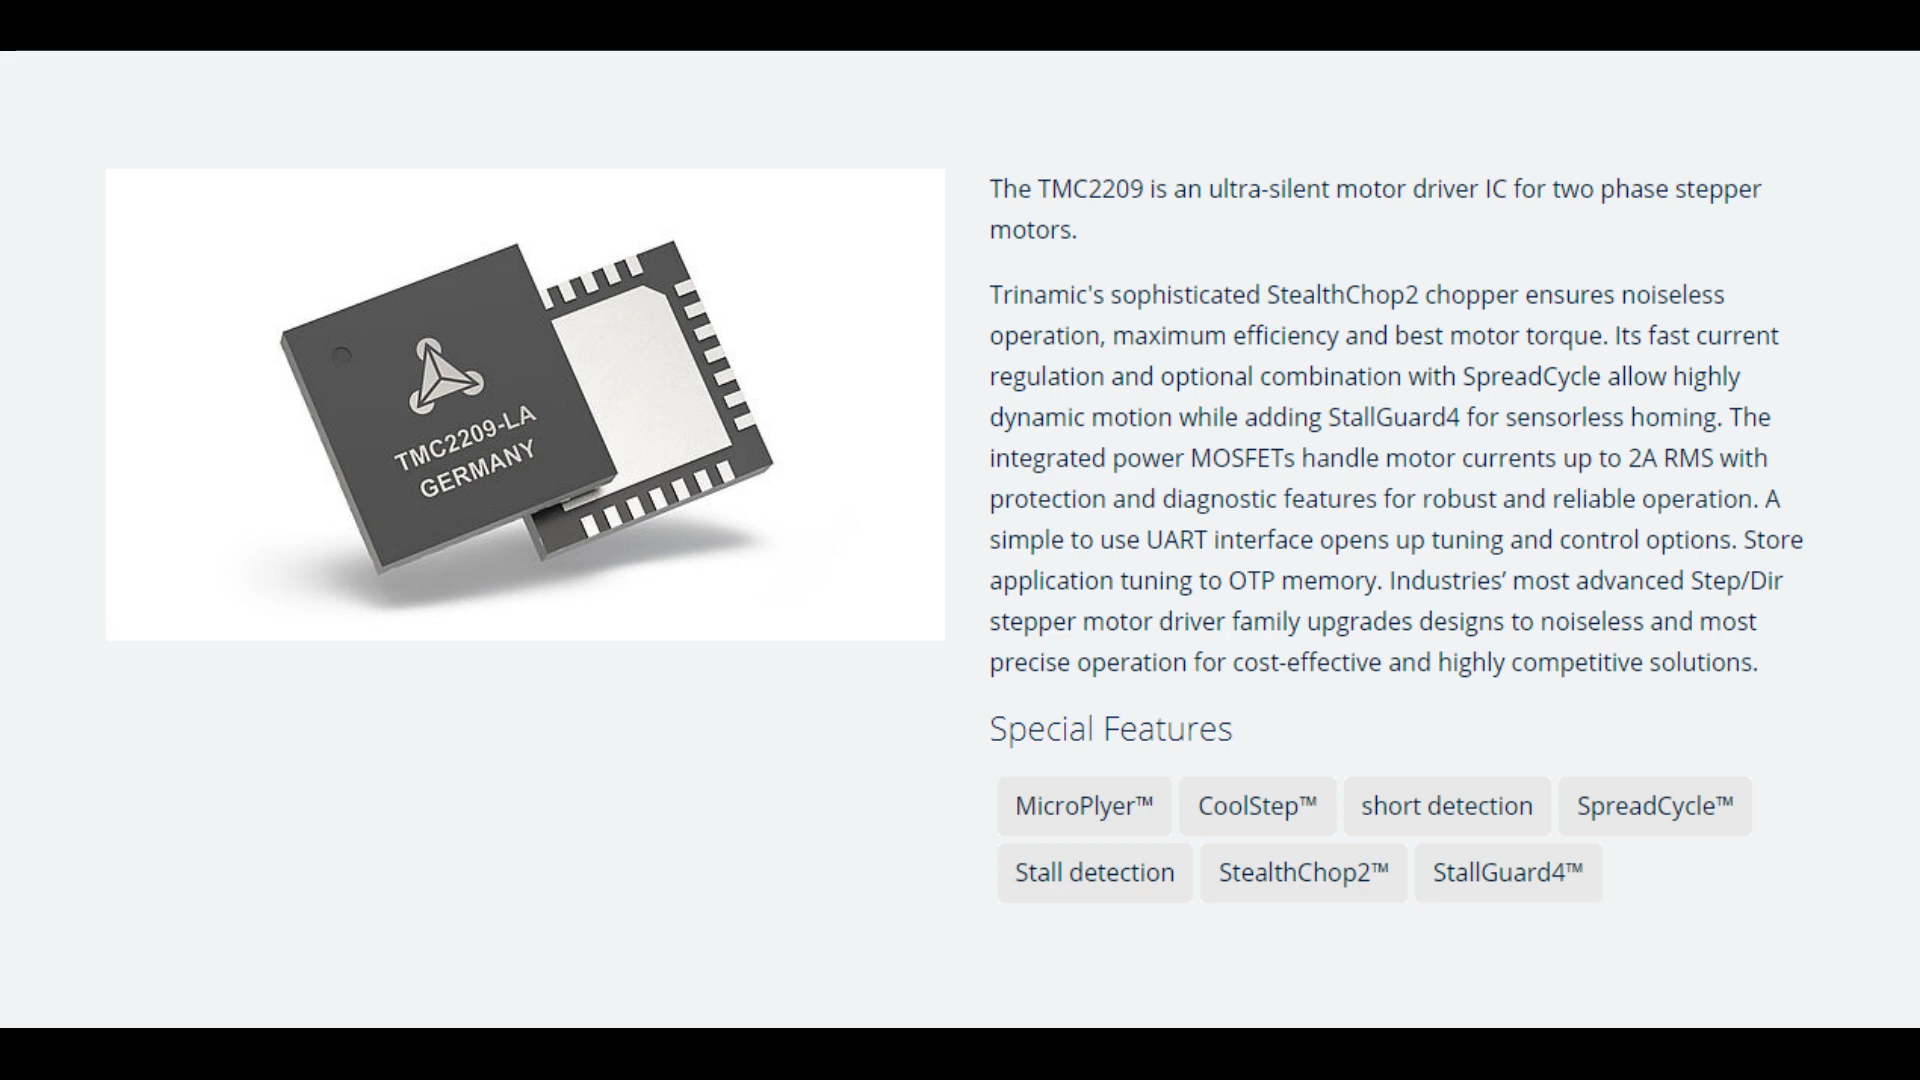 TMC2209-LA
GERMANY
The TMC2209 is an ultra-silent motor driver IC for two phase stepper
motors.
Trinamic's sophisticated StealthChop2 chopper ensures noiseless
operation, maximum efficiency and best motor torque. Its fast current
regulation and optional combination with SpreadCycle allow highly
dynamic motion while adding StallGuard4 for sensorless homing. The
integrated power MOSFETs handle motor currents up to 2A RMS with
protection and diagnostic features for robust and reliable operation. A
simple to use UART interface opens up tuning and control options. Store
application tuning to OTP memory. Industries’ most advanced Step/Dir
stepper motor driver family upgrades designs to noiseless and most
precise operation for cost-effective and highly competitive solutions.
Special Features
MicroPlyer™ CoolStep™ short detection SpreadCycle™
Stall detection StealthChop2™ StallGuard4™